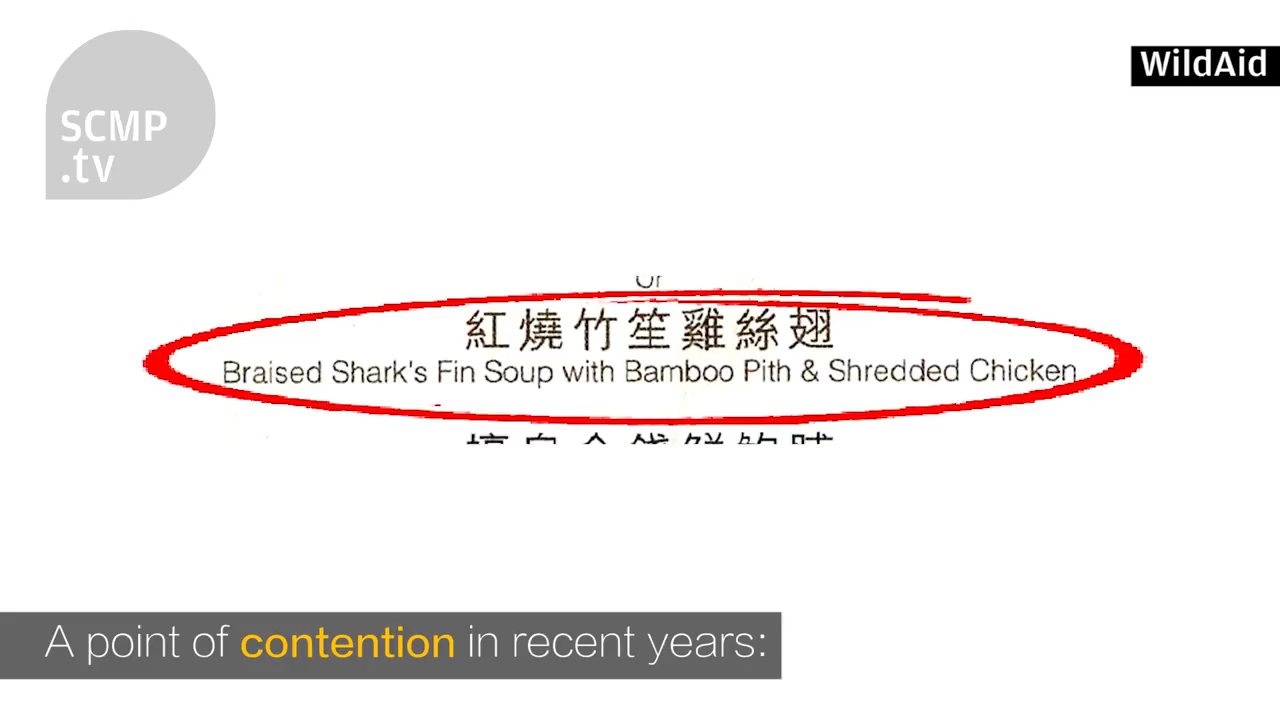 SCMP
.tv
WildAid
Or
紅燒竹笙雞絲翅
Braised Shark's Fin Soup with Bamboo Pith & Shredded Chicken
A point of contention in recent years: